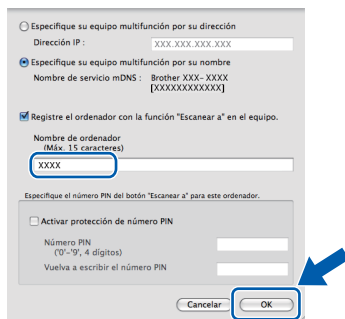 Especifique su equipo multifunción por su dirección
Dirección IP : XXX.XXX.XXX.XXX
Especifique su equipo multifunción por su nombre
Nombre de servicio mDNS : Brother XXX- XXXX
[XXXXXXXXXXXX]
Registre el ordenador con la función "Escanear a" en el equipo.
Nombre de ordenador
(Máx. 15 caracteres)
XXXX
Especifique el número PIN del botón "Escanear a" para este ordenador.
Activar protección de número PIN
Número PIN
('0'-'9', 4 dígitos)
Vuelva a escribir el número PIN
Cancelar OK